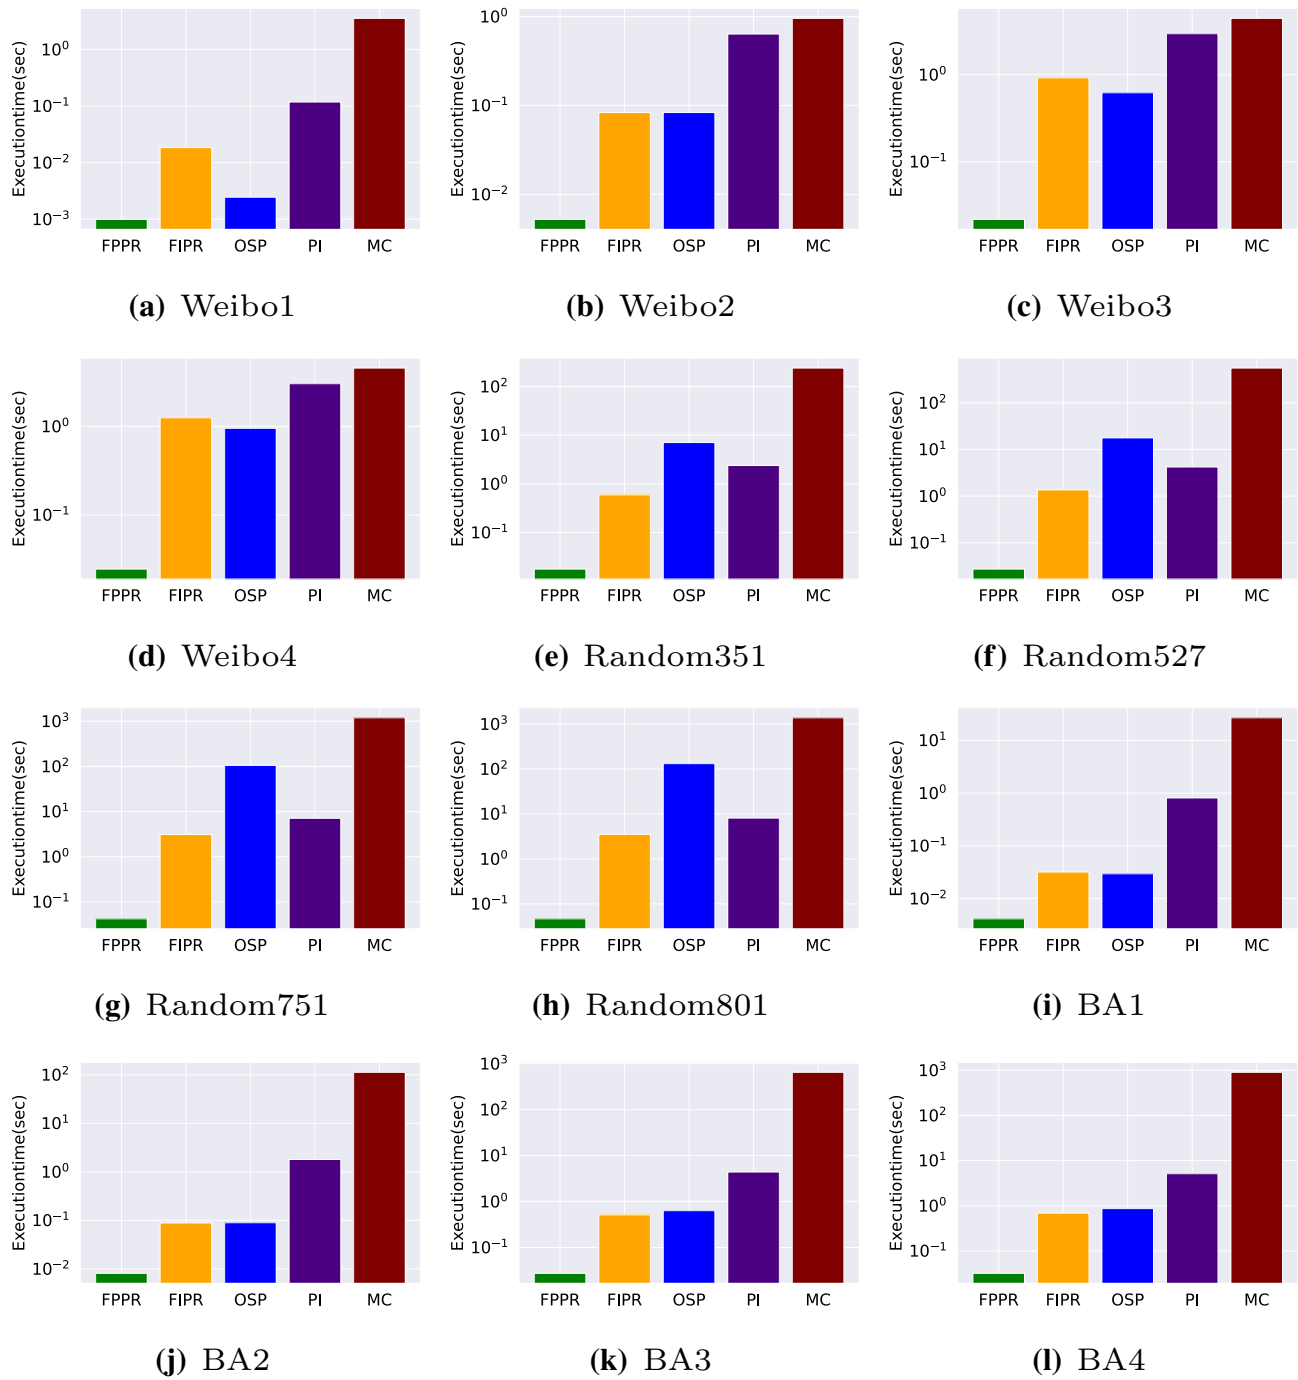 Executiontime(sec)
10^0
10^-1
10^-2
10^-3
FPPR FIPR OSP PI MC
(a) Weibo1
Executiontime(sec)
10^0
10^-1
10^-2
FPPR FIPR OSP PI MC
(b) Weibo2
Executiontime(sec)
10^0
10^-1
FPPR FIPR OSP PI MC
(c) Weibo3
Executiontime(sec)
10^0
10^-1
FPPR FIPR OSP PI MC
(d) Weibo4
Executiontime(sec)
10^2
10^1
10^0
10^-1
FPPR FIPR OSP PI MC
(e) Random351
Executiontime(sec)
10^2
10^1
10^0
10^-1
FPPR FIPR OSP PI MC
(f) Random527
Executiontime(sec)
10^3
10^2
10^1
10^0
10^-1
FPPR FIPR OSP PI MC
(g) Random751
Executiontime(sec)
10^3
10^2
10^1
10^0
10^-1
FPPR FIPR OSP PI MC
(h) Random801
Executiontime(sec)
10^1
10^0
10^-1
10^-2
FPPR FIPR OSP PI MC
(i) BA1
Executiontime(sec)
10^2
10^1
10^0
10^-1
10^-2
FPPR FIPR OSP PI MC
(j) BA2
Executiontime(sec)
10^3
10^2
10^1
10^0
10^-1
FPPR FIPR OSP PI MC
(k) BA3
Executiontime(sec)
10^3
10^2
10^1
10^0
10^-1
FPPR FIPR OSP PI MC
(l) BA4